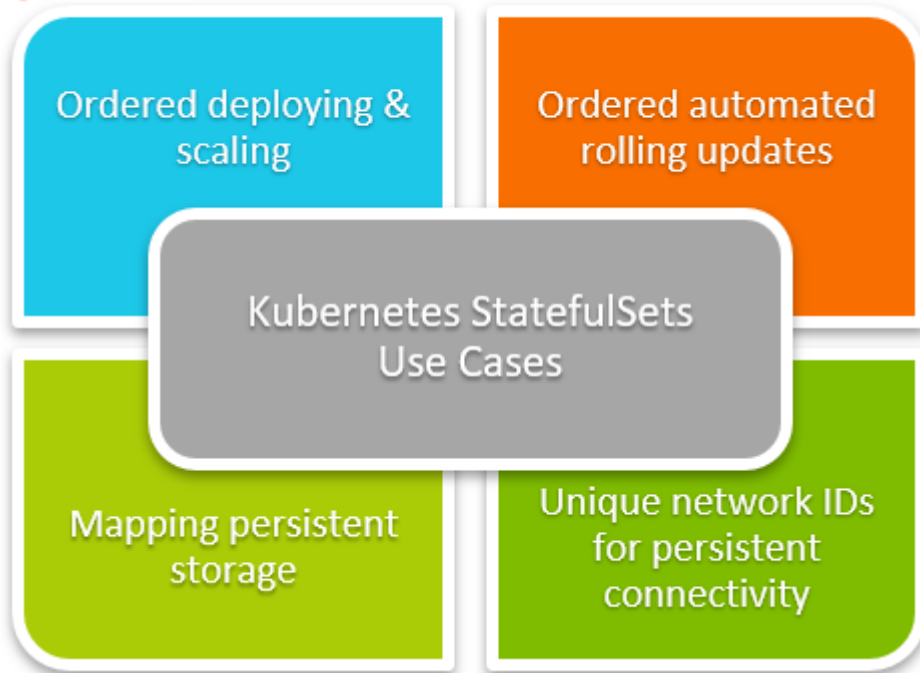 Ordered deploying &
scaling
Ordered automated
rolling updates
Kubernetes StatefulSets
Use Cases
Mapping persistent
storage
Unique network IDs
for persistent
connectivity